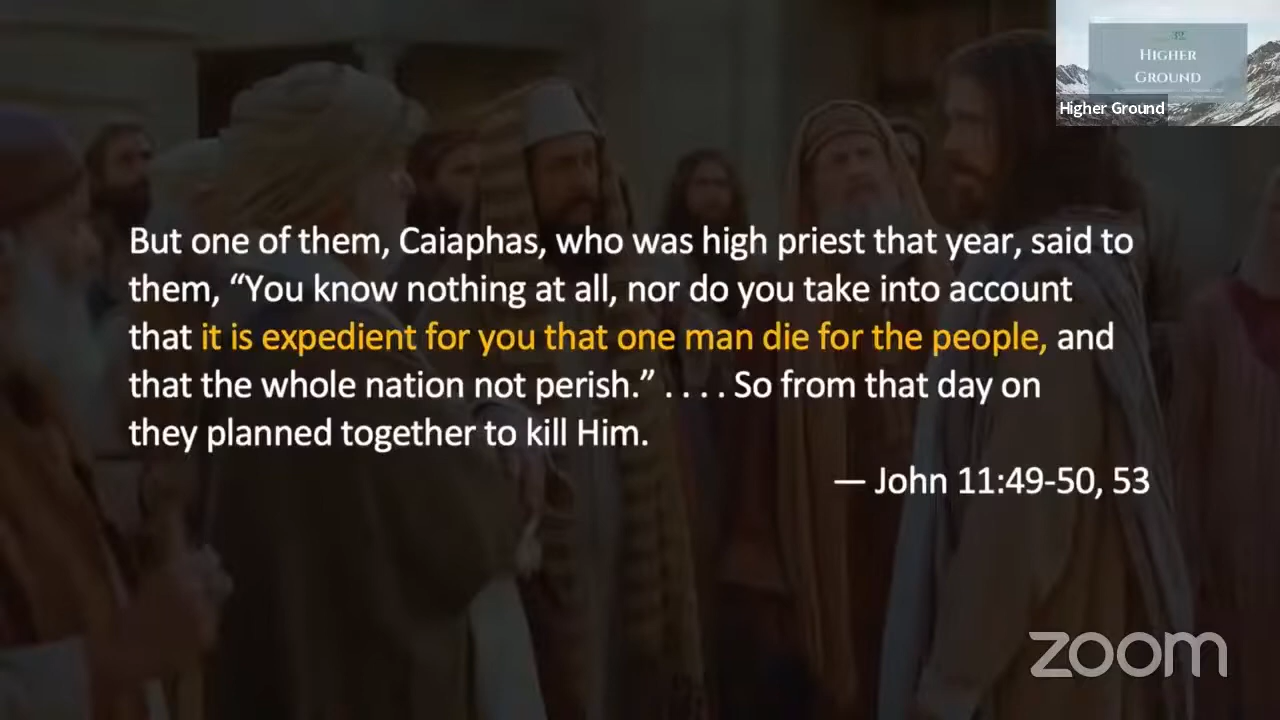 32
HIGHER
GROUND
Higher Ground
But one of them, Caiaphas, who was high priest that year, said to
them, “You know nothing at all, nor do you take into account
that it is expedient for you that one man die for the people, and
that the whole nation not perish.” . . . . So from that day on
they planned together to kill Him.
— John 11:49-50, 53
zoom